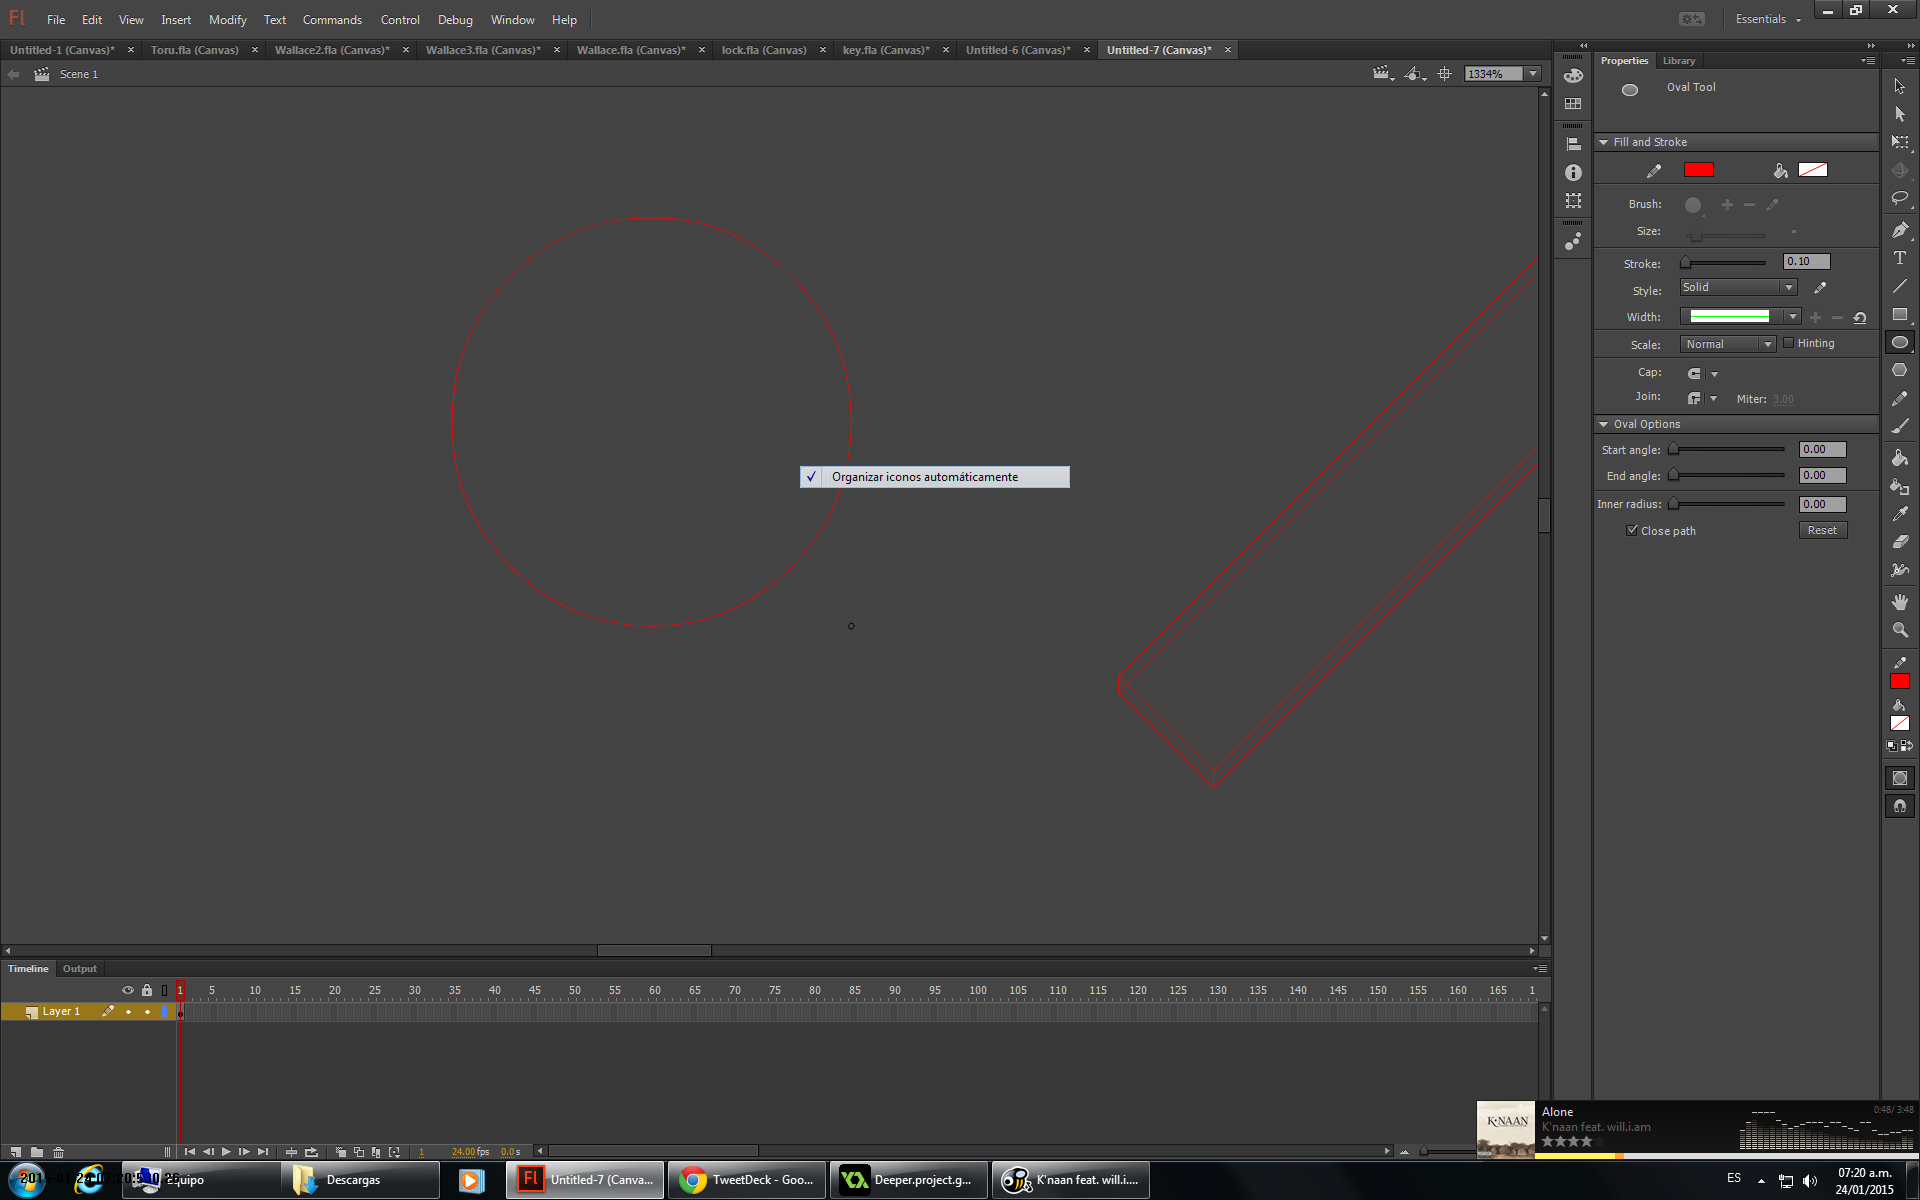 Fl File Edit View Insert Modify Text Commands Control Debug Window Help Essentials
Untitled-1 (Canvas)* Toru.fla (Canvas) Wallace2.fla (Canvas)* Wallace3.fla (Canvas)* Wallace.fla (Canvas)* lock.fla (Canvas) key.fla (Canvas)* Untitled-6 (Canvas)* Untitled-7 (Canvas)*
Scene 1 1334%
Properties Library
Oval Tool
Fill and Stroke
Brush:
Size:
Stroke: 0.10
Style: Solid
Width:
Scale: Normal Hinting
Cap:
Join: Miter: 3.00
Oval Options
Start angle: 0.00
End angle: 0.00
Inner radius: 0.00
Close path Reset
Organizar iconos automáticamente
Timeline Output
1 5 10 15 20 25 30 35 40 45 50 55 60 65 70 75 80 85 90 95 100 105 110 115 120 125 130 135 140 145 150 155 160 165 1
Layer 1
1 24.00 fps 0.0 s
K'NAAN
Alone 0:48/ 3:48
K'naan feat. will.i.am
Equipo Descargas Fl Untitled-7 (Canva... TweetDeck - Goo... Deeper.project.g... K'naan feat. will.i....
ES 07:20 a.m.
24/01/2015